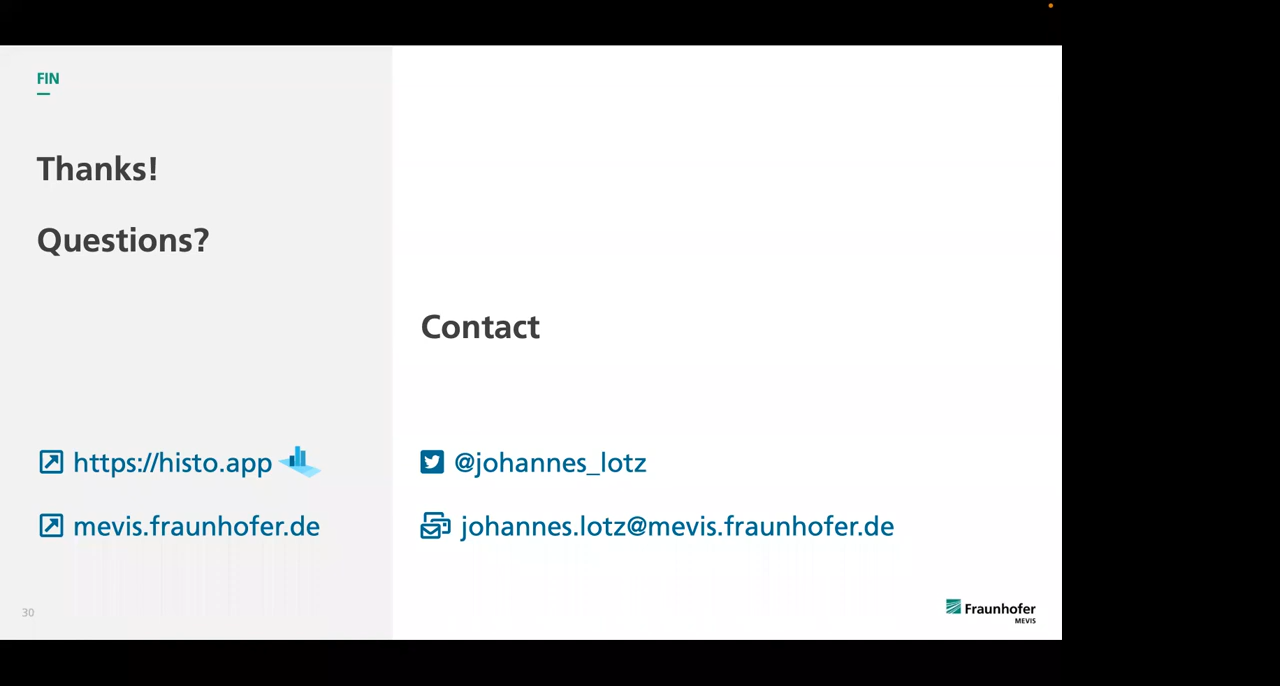 FIN
Thanks!
Questions?
https://histo.app
mevis.fraunhofer.de
30
Contact
@johannes_lotz
johannes.lotz@mevis.fraunhofer.de
Fraunhofer
MEVIS